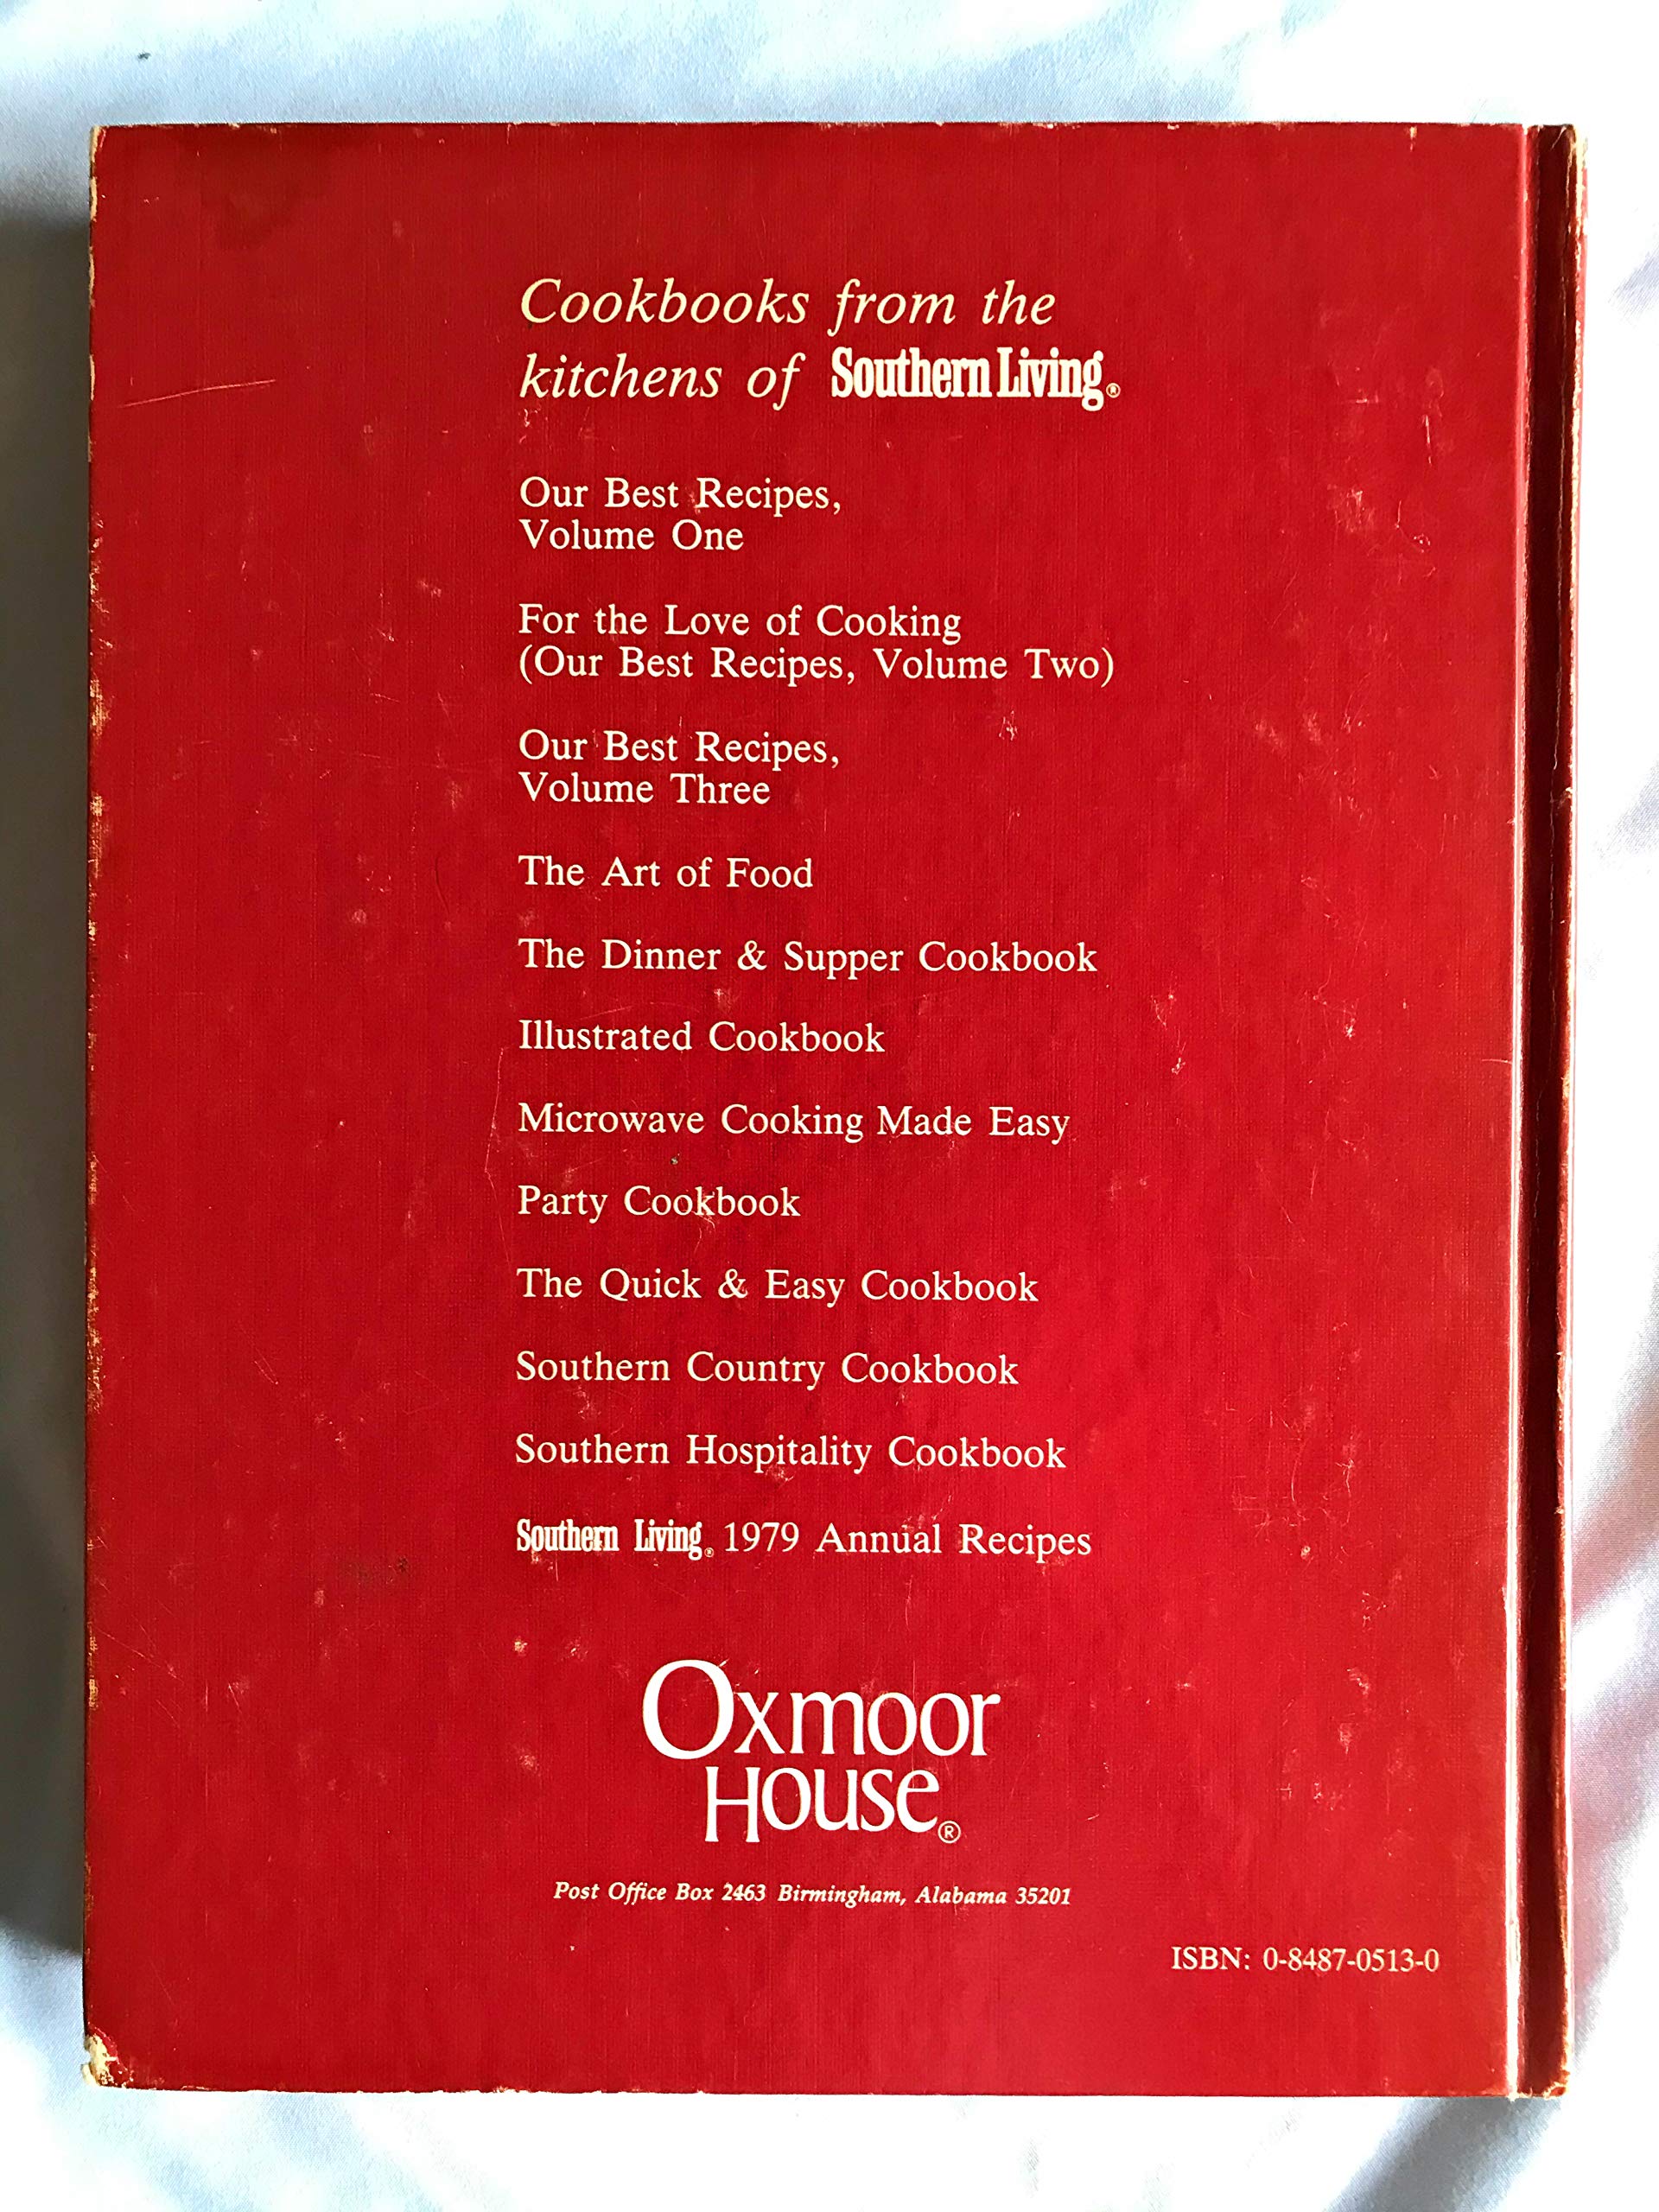 Cookbooks from the
kitchens of Southern Living®
Our Best Recipes,
Volume One
For the Love of Cooking
(Our Best Recipes, Volume Two)
Our Best Recipes,
Volume Three
The Art of Food
The Dinner & Supper Cookbook
Illustrated Cookbook
Microwave Cooking Made Easy
Party Cookbook
The Quick & Easy Cookbook
Southern Country Cookbook
Southern Hospitality Cookbook
Southern Living® 1979 Annual Recipes
Oxmoor
House®
Post Office Box 2463 Birmingham, Alabama 35201
ISBN: 0-8487-0513-0